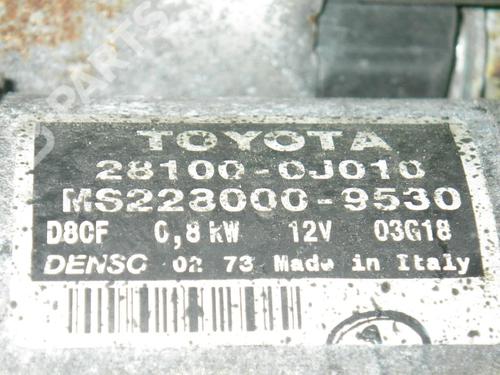 TOYOTA
28100-0J010
MS228000-9530
D8CF 0,8 kW 12V 03G18
DENSO 02 73 Made in Italy